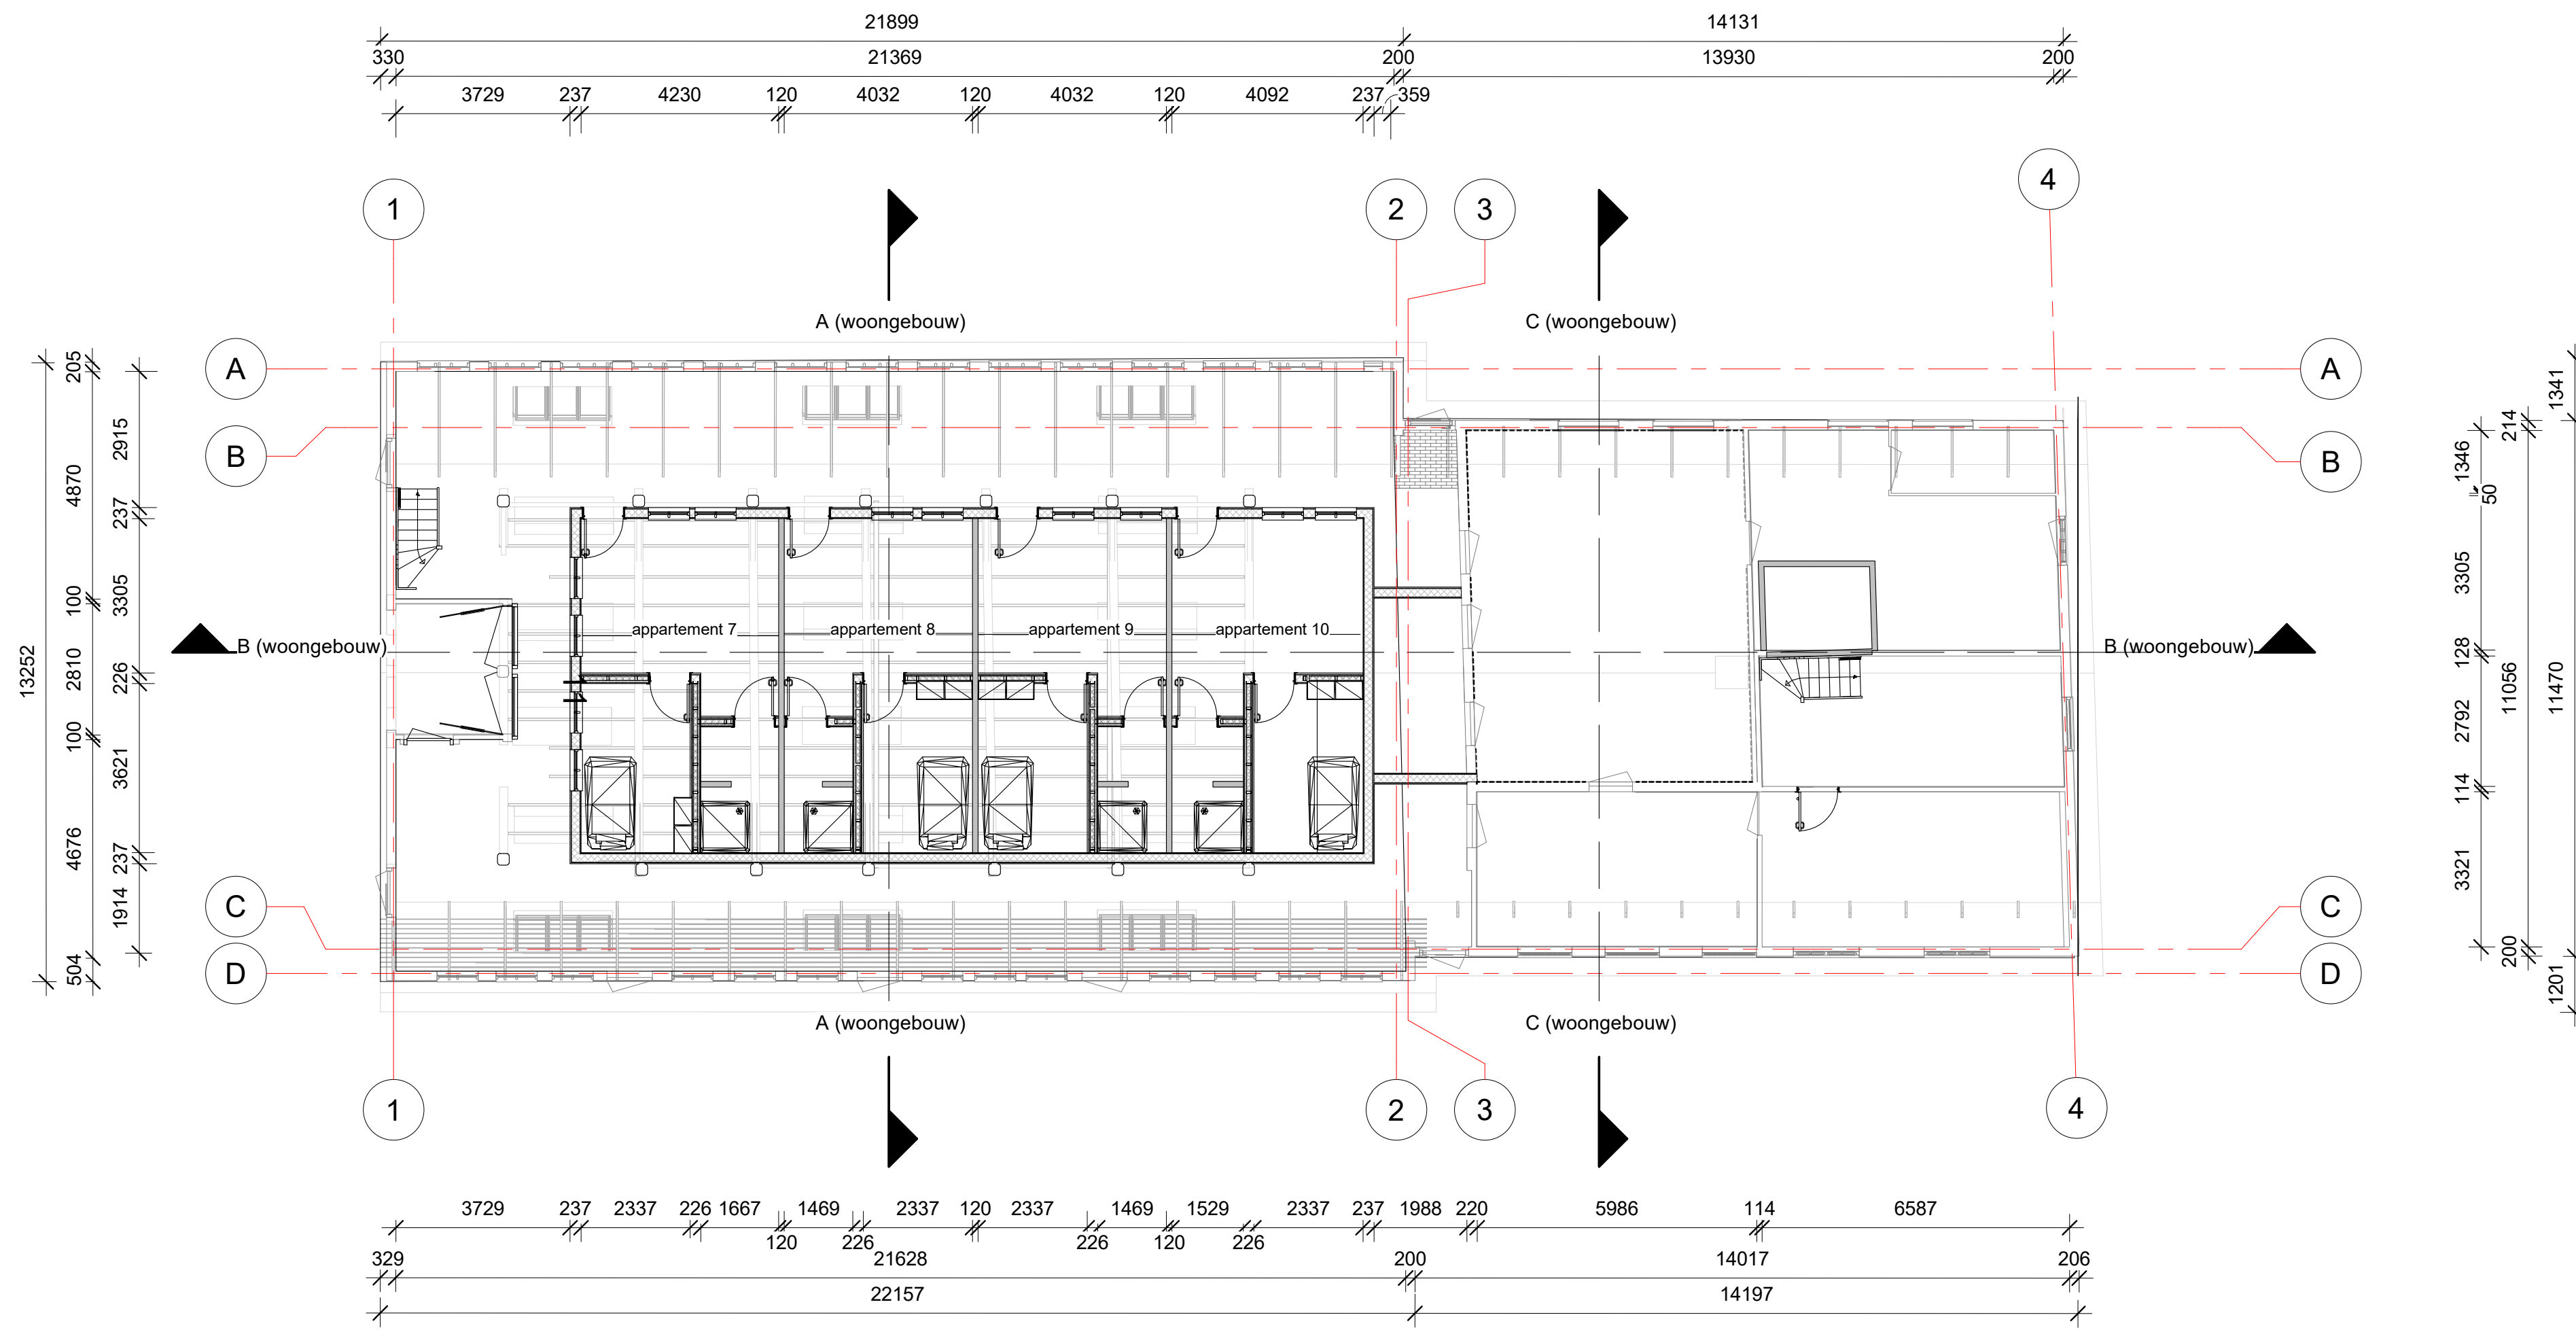 21899 14131
330 21369 200 13930 200
3729 237 4230 120 4032 120 4032 120 4092 237 359
1 2 3 4
A (woongebouw) C (woongebouw)
A A
B B
205 1341
2915 4870 237 214 1346 50
100 3305 3305
appartement 7 appartement 8 appartement 9 appartement 10
B (woongebouw) B (woongebouw)
13252 2810 226 128 11056 11470
100 3621 2792 114
4676 237 1914 3321
C C
D D
504 200 1201
A (woongebouw) C (woongebouw)
1 2 3 4
3729 237 2337 226 1667 1469 2337 120 2337 1469 1529 2337 237 1988 220 5986 114 6587
120 226 226 120 226
329 21628 200 14017 206
22157 14197